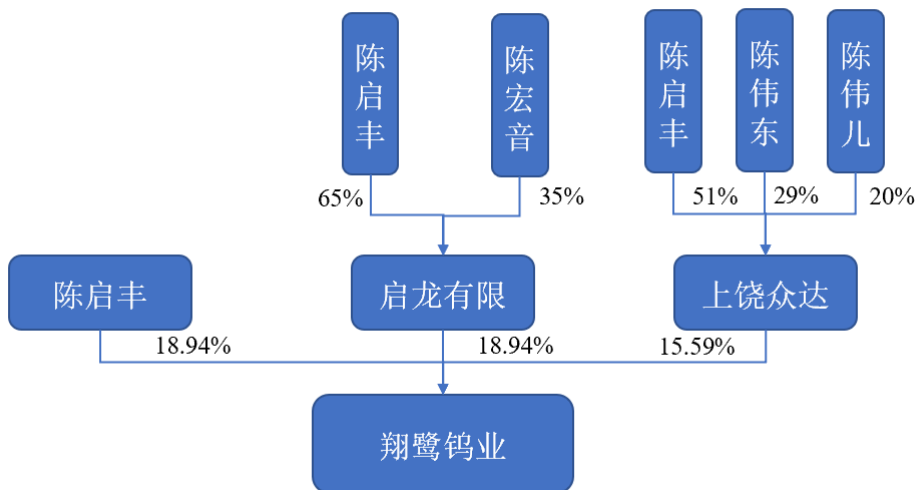 陈启丰
陈宏音
陈启丰
陈伟东
陈伟儿
65%
35%
51%
29%
20%
陈启丰
启龙有限
上饶众达
18.94%
18.94%
15.59%
翔鹭钨业